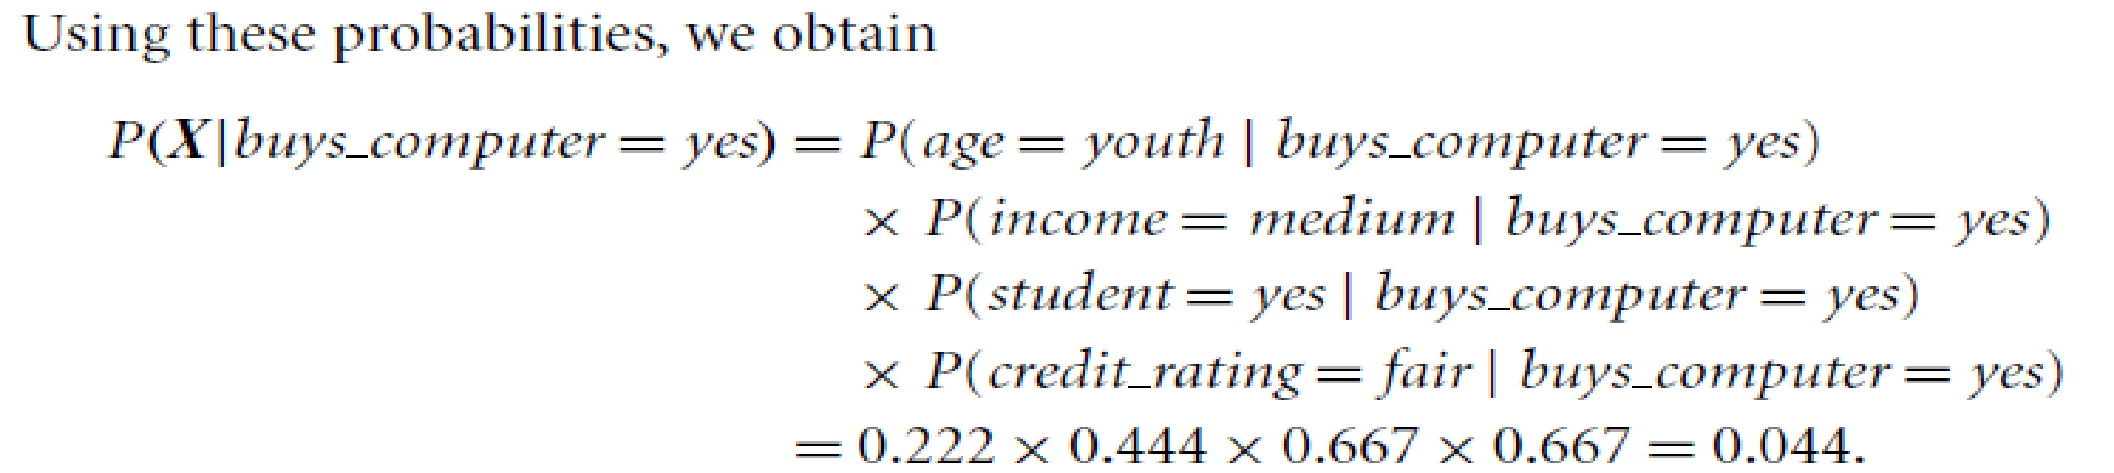 Using these probabilities, we obtain
P(X|buys_computer = yes) = P(age = youth | buys_computer = yes)
× P(income = medium | buys_computer = yes)
× P(student = yes | buys_computer = yes)
× P(credit_rating = fair | buys_computer = yes)
= 0.222 × 0.444 × 0.667 × 0.667 = 0.044.